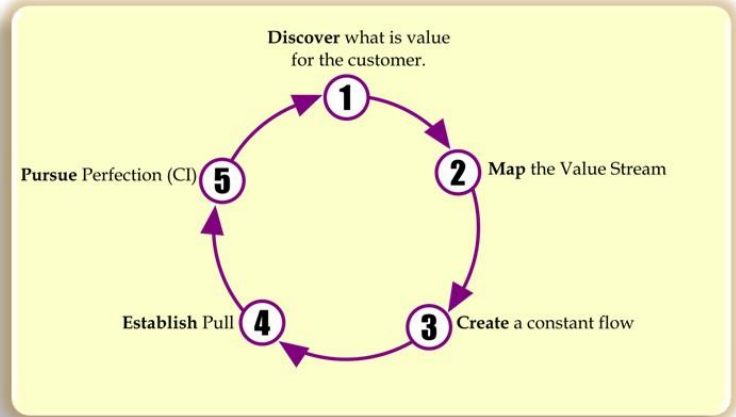 Discover what is value
for the customer.
1
2
Map the Value Stream
3
Create a constant flow
Establish Pull
4
Pursue Perfection (CI)
5